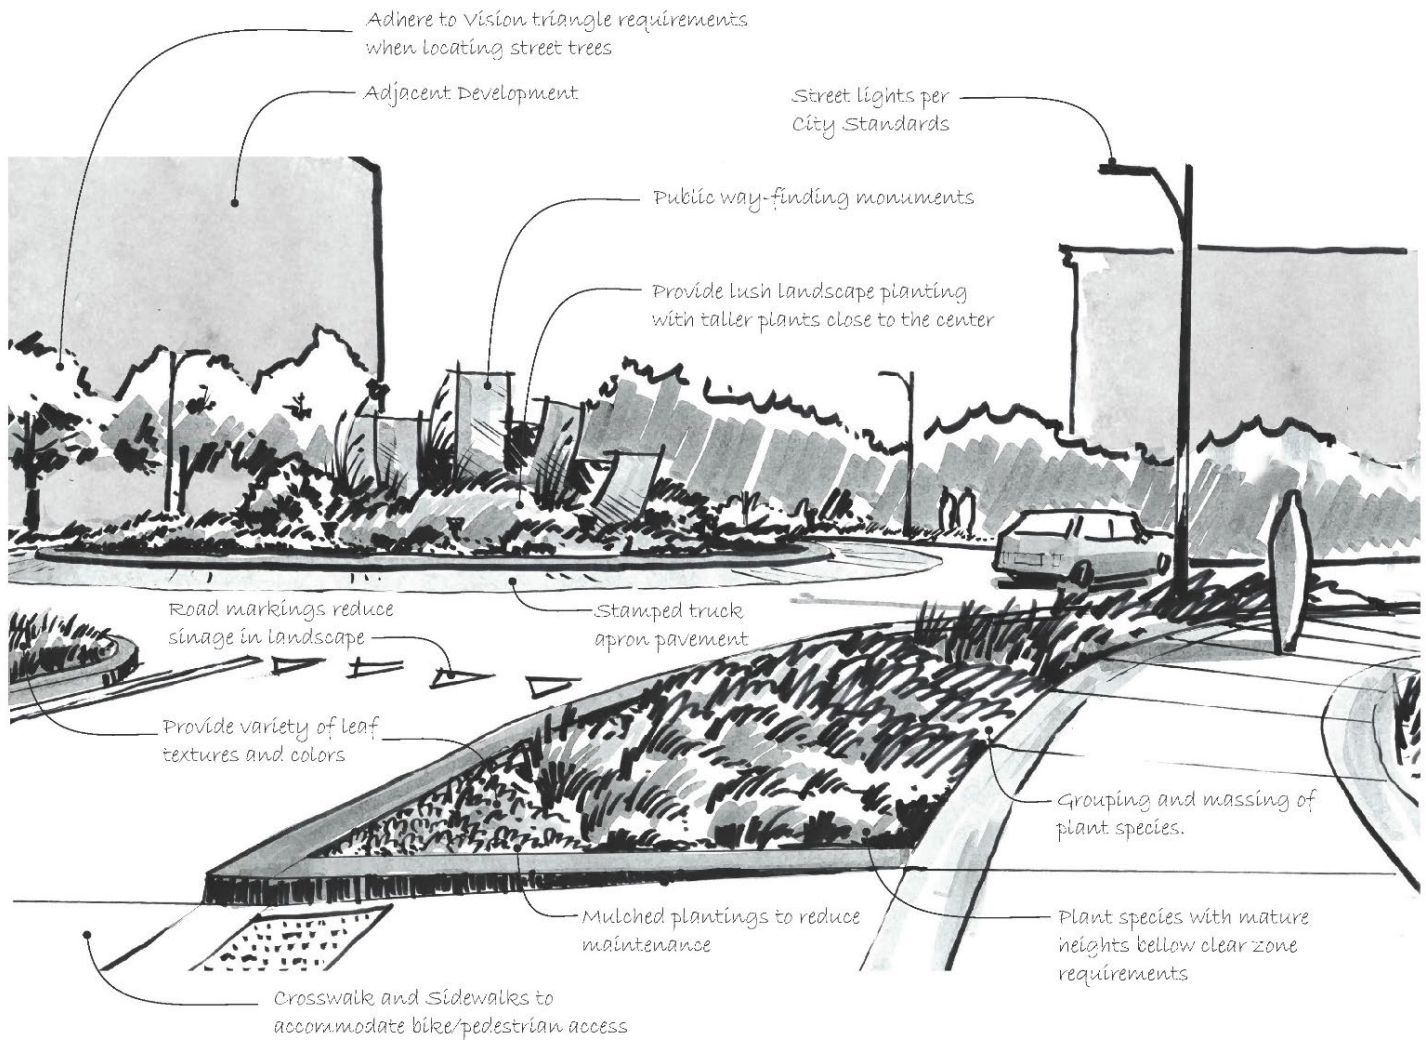 Adhere to Vision triangle requirements
when locating street trees
Adjacent Development
Street lights per
City Standards
Public way-finding monuments
Provide lush landscape planting
with taller plants close to the center
Road markings reduce
sinage in landscape
Stamped truck
apron pavement
Provide variety of leaf
textures and colors
Grouping and massing of
plant species.
Mulched plantings to reduce
maintenance
Plant species with mature
heights bellow clear zone
requirements
Crosswalk and Sidewalks to
accommodate bike/pedestrian access